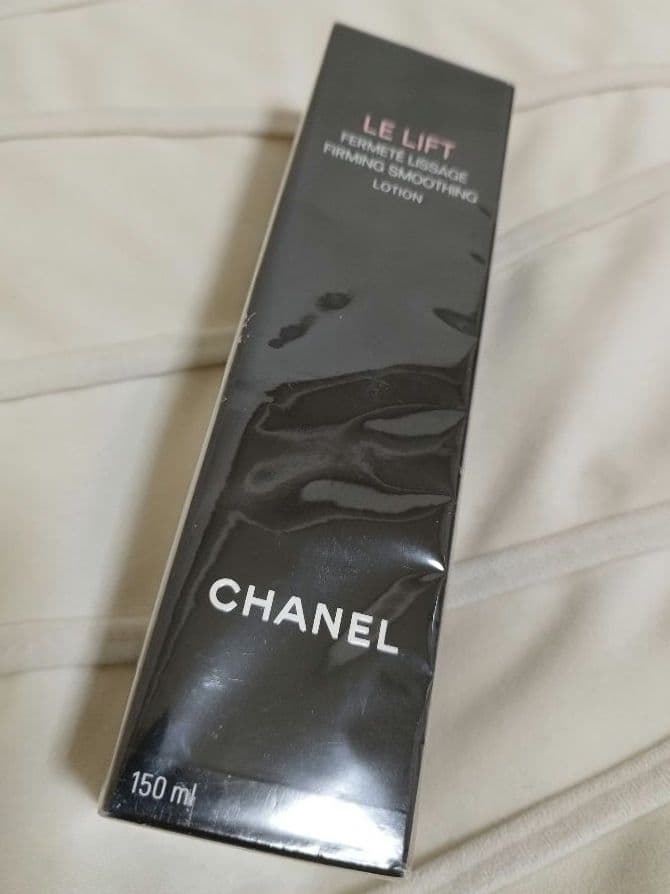 LE LIFT
FERMETÉ LISSAGE
FIRMING SMOOTHING
LOTION
CHANEL
150 ml